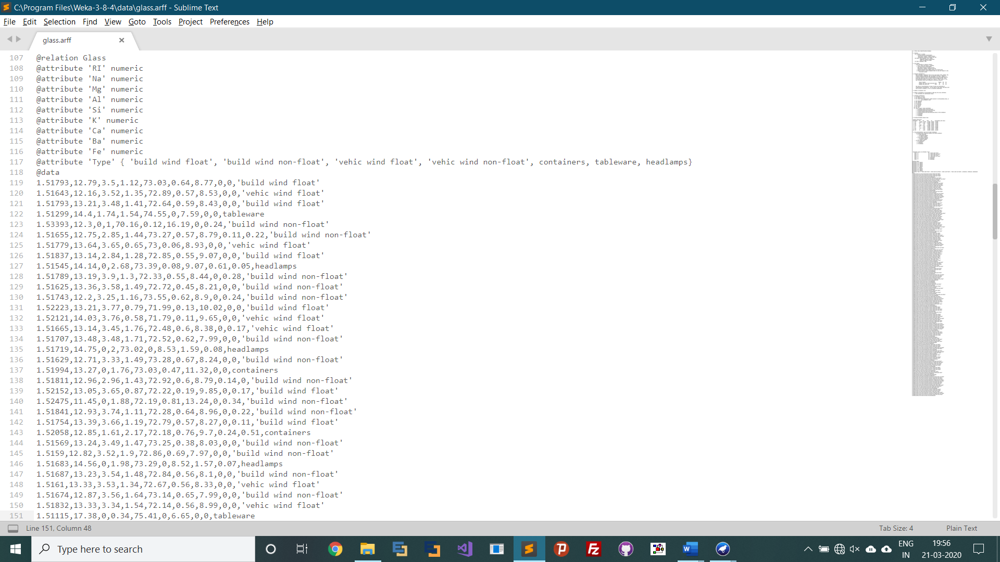 C:\Program Files\Weka-3-8-4\data\glass.arff - Sublime Text
File Edit Selection Find View Goto Tools Project Preferences Help
glass.arff
107 @relation Glass
108 @attribute 'RI' numeric
109 @attribute 'Na' numeric
110 @attribute 'Mg' numeric
111 @attribute 'Al' numeric
112 @attribute 'Si' numeric
113 @attribute 'K' numeric
114 @attribute 'Ca' numeric
115 @attribute 'Ba' numeric
116 @attribute 'Fe' numeric
117 @attribute 'Type' { 'build wind float', 'build wind non-float', 'vehic wind float', 'vehic wind non-float', containers, tableware, headlamps}
118 @data
119 1.51793,12.79,3.5,1.12,73.03,0.64,8.77,0,0,'build wind float'
120 1.51643,12.16,3.52,1.35,72.89,0.57,8.53,0,0,'vehic wind float'
121 1.51793,13.21,3.48,1.41,72.64,0.59,8.43,0,0,'build wind float'
122 1.51299,14.4,1.74,1.54,74.55,0,7.59,0,0,tableware
123 1.53393,12.3,0,1,70.16,0.12,16.19,0,0.24,'build wind non-float'
124 1.51655,12.75,2.85,1.44,73.27,0.57,8.79,0.11,0.22,'build wind non-float'
125 1.51779,13.64,3.65,0.65,73,0.06,8.93,0,0,'vehic wind float'
126 1.51837,13.14,2.84,1.28,72.85,0.55,9.07,0,0,'build wind float'
127 1.51545,14.14,0,2.68,73.39,0.08,9.07,0.61,0.05,headlamps
128 1.51789,13.19,3.9,1.3,72.33,0.55,8.44,0,0.28,'build wind non-float'
129 1.51625,13.36,3.58,1.49,72.72,0.45,8.21,0,0,'build wind non-float'
130 1.51743,12.2,3.25,1.16,73.55,0.62,8.9,0,0.24,'build wind non-float'
131 1.52223,13.21,3.77,0.79,71.99,0.13,10.02,0,0,'build wind float'
132 1.52121,14.03,3.76,0.58,71.79,0.11,9.65,0,0,'vehic wind float'
133 1.51665,13.14,3.45,1.76,72.48,0.6,8.38,0,0.17,'vehic wind float'
134 1.51707,13.48,3.48,1.71,72.52,0.62,7.99,0,0,'build wind non-float'
135 1.51719,14.75,0,2,73.02,0,8.53,1.59,0.08,headlamps
136 1.51629,12.71,3.33,1.49,73.28,0.67,8.24,0,0,'build wind non-float'
137 1.51994,13.27,0,1.76,73.03,0.47,11.32,0,0,containers
138 1.51811,12.96,2.96,1.43,72.92,0.6,8.79,0.14,0,'build wind non-float'
139 1.52152,13.05,3.65,0.87,72.22,0.19,9.85,0,0.17,'build wind float'
140 1.52475,11.45,0,1.88,72.19,0.81,13.24,0,0.34,'build wind non-float'
141 1.51841,12.93,3.74,1.11,72.28,0.64,8.96,0,0.22,'build wind non-float'
142 1.51754,13.39,3.66,1.19,72.79,0.57,8.27,0,0.11,'build wind float'
143 1.52058,12.85,1.61,2.17,72.18,0.76,9.7,0.24,0.51,containers
144 1.51569,13.24,3.49,1.47,73.25,0.38,8.03,0,0,'build wind non-float'
145 1.5159,12.82,3.52,1.9,72.86,0.69,7.97,0,0,'build wind non-float'
146 1.51683,14.56,0,1.98,73.29,0,8.52,1.57,0.07,headlamps
147 1.51687,13.23,3.54,1.48,72.84,0.56,8.1,0,0,'build wind non-float'
148 1.5161,13.33,3.53,1.34,72.67,0.56,8.33,0,0,'vehic wind float'
149 1.51674,12.87,3.56,1.64,73.14,0.65,7.99,0,0,'build wind non-float'
150 1.51832,13.33,3.34,1.54,72.14,0.56,8.99,0,0,'vehic wind float'
151 1.51115,17.38,0,0.34,75.41,0,6.65,0,0,tableware
Line 151, Column 48
Tab Size: 4
Plain Text
Type here to search
ENG
IN
19:56
21-03-2020